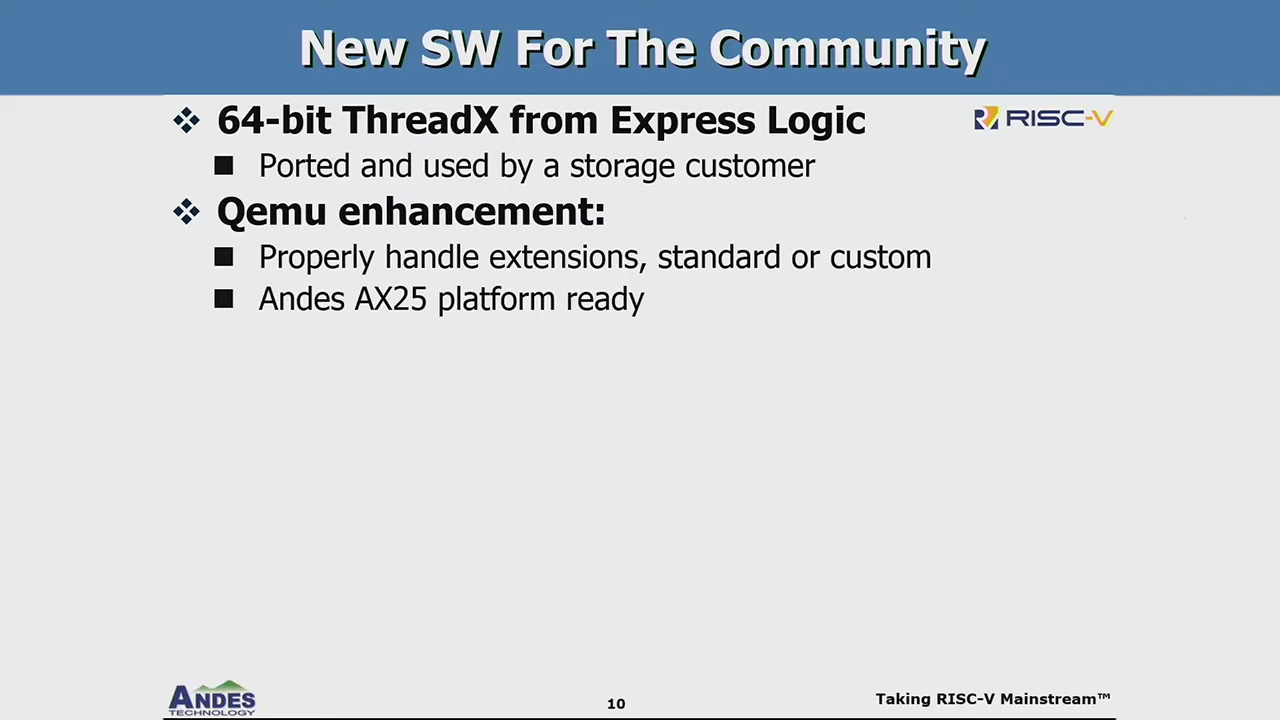 New SW For The Community
64-bit ThreadX from Express Logic
RISC-V
Ported and used by a storage customer
Qemu enhancement:
Properly handle extensions, standard or custom
Andes AX25 platform ready
ANDES
TECHNOLOGY
10
Taking RISC-V Mainstream™